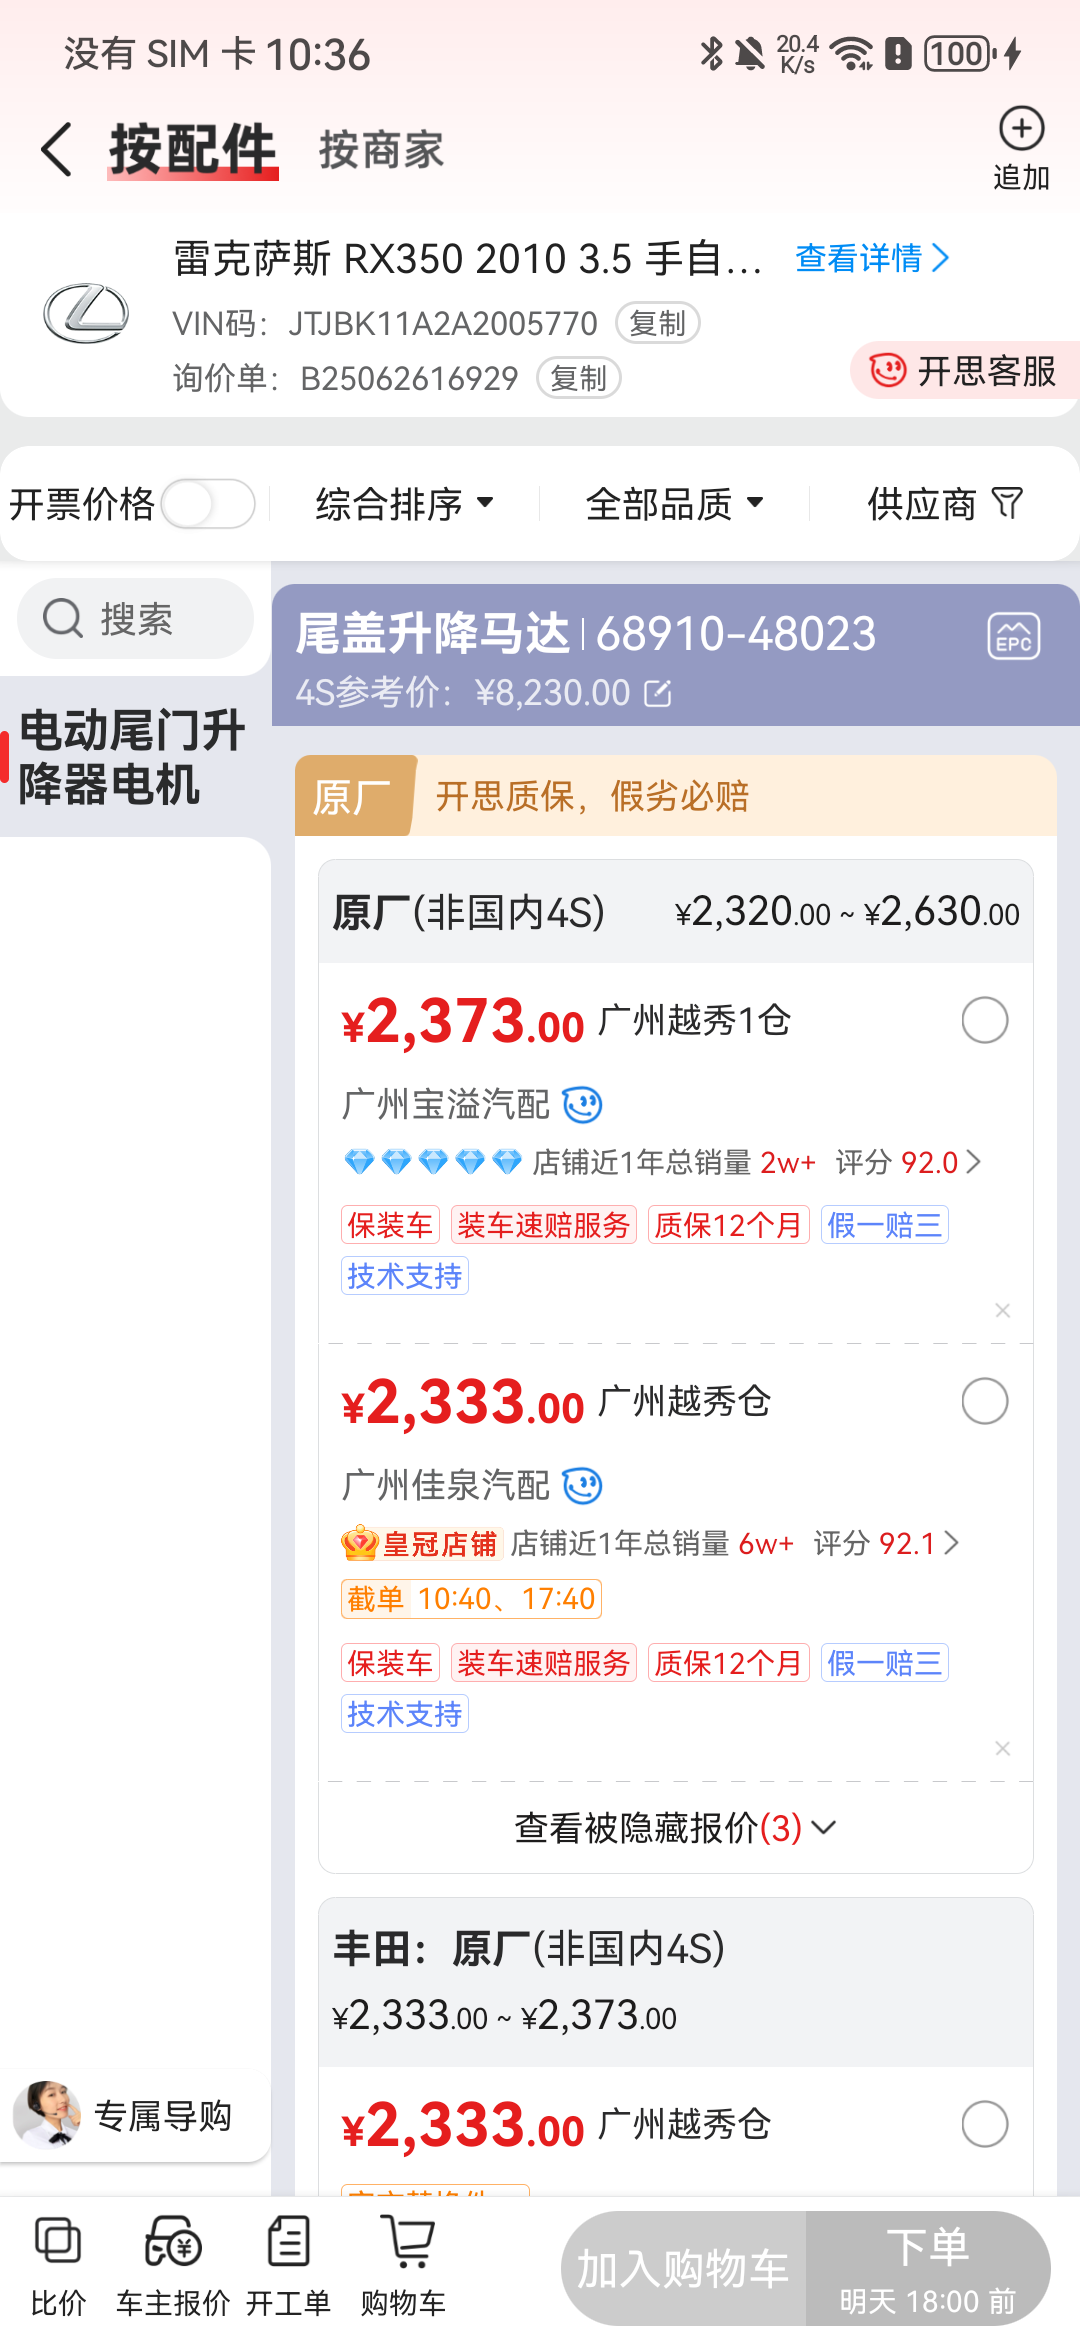 没有 SIM 卡 10:36
20.4 K/s
100
按配件 按商家
追加
雷克萨斯 RX350 2010 3.5 手自... 查看详情
VIN码： JTJBK11A2A2005770 复制
询价单： B25062616929 复制
开思客服
开票价格 综合排序 全部品质 供应商
搜索
电动尾门升
降器电机
尾盖升降马达 68910-48023
EPC
4S参考价： ¥8,230.00
原厂 开思质保，假劣必赔
原厂(非国内4S) ¥2,320.00 ~ ¥2,630.00
¥2,373.00 广州越秀1仓
广州宝溢汽配
店铺近1年总销量 2w+ 评分 92.0
保装车 装车速赔服务 质保12个月 假一赔三
技术支持
×
¥2,333.00 广州越秀仓
广州佳泉汽配
皇冠店铺 店铺近1年总销量 6w+ 评分 92.1
截单 10:40、17:40
保装车 装车速赔服务 质保12个月 假一赔三
技术支持
×
查看被隐藏报价(3)
丰田：原厂(非国内4S)
¥2,333.00 ~ ¥2,373.00
¥2,333.00 广州越秀仓
专属导购
比价 车主报价 开工单 购物车
加入购物车
下单
明天 18:00 前